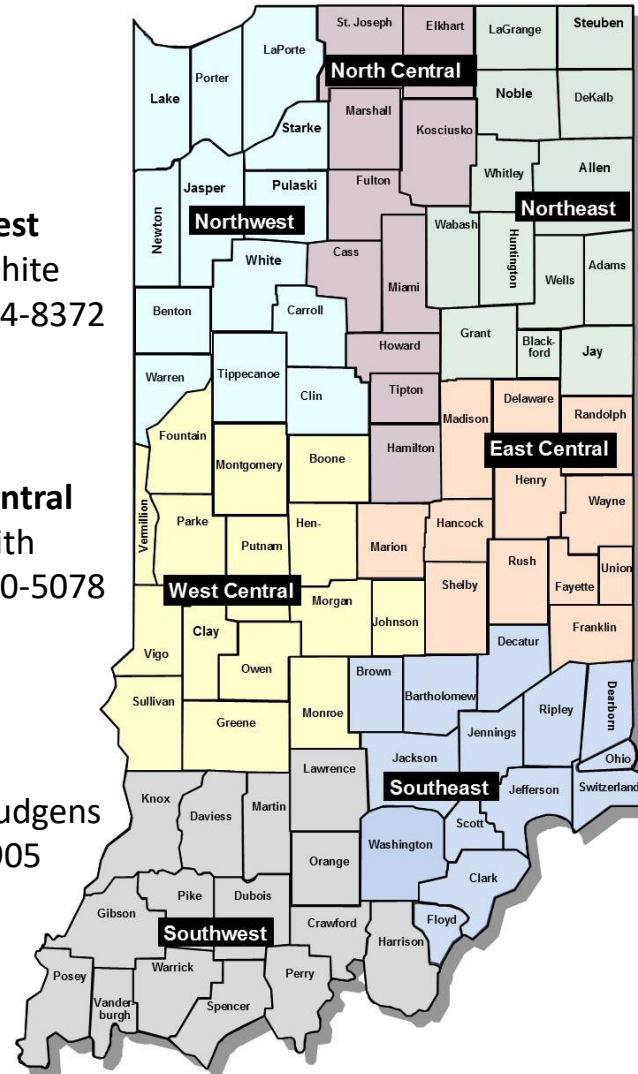 St. Joseph
Elkhart
LaGrange
Steuben
LaPorte
Porter
Lake
North Central
Noble
DeKalb
Marshall
Starke
Kosciusko
Allen
Whitley
Fulton
Jasper
Pulaski
Northeast
Newton
Northwest
Wabash
Huntington
est
hite
4-8372
White
Cass
Miami
Wells
Adams
Benton
Carroll
Grant
Black-
ford
Jay
Howard
Warren
Tippecanoe
Clin
Tipton
Madison
Delaware
Randolph
Fountain
Montgomery
Boone
Hamilton
East Central
Henry
Wayne
ntral
ith
0-5078
Vermillion
Parke
Putnam
Hen-
Marion
Hancock
Rush
Union
Fayette
Shelby
West Central
Morgan
Johnson
Clay
Vigo
Owen
Franklin
Decatur
Brown
Bartholomew
Dearborn
Ripley
Sullivan
Greene
Monroe
Jennings
Jackson
Ohio
Lawrence
Southeast
Jefferson
Switzerland
udgens
905
Knox
Daviess
Martin
Scott
Washington
Orange
Clark
Pike
Dubois
Gibson
Crawford
Floyd
Southwest
Harrison
Posey
Warrick
Perry
Vander-
burgh
Spencer